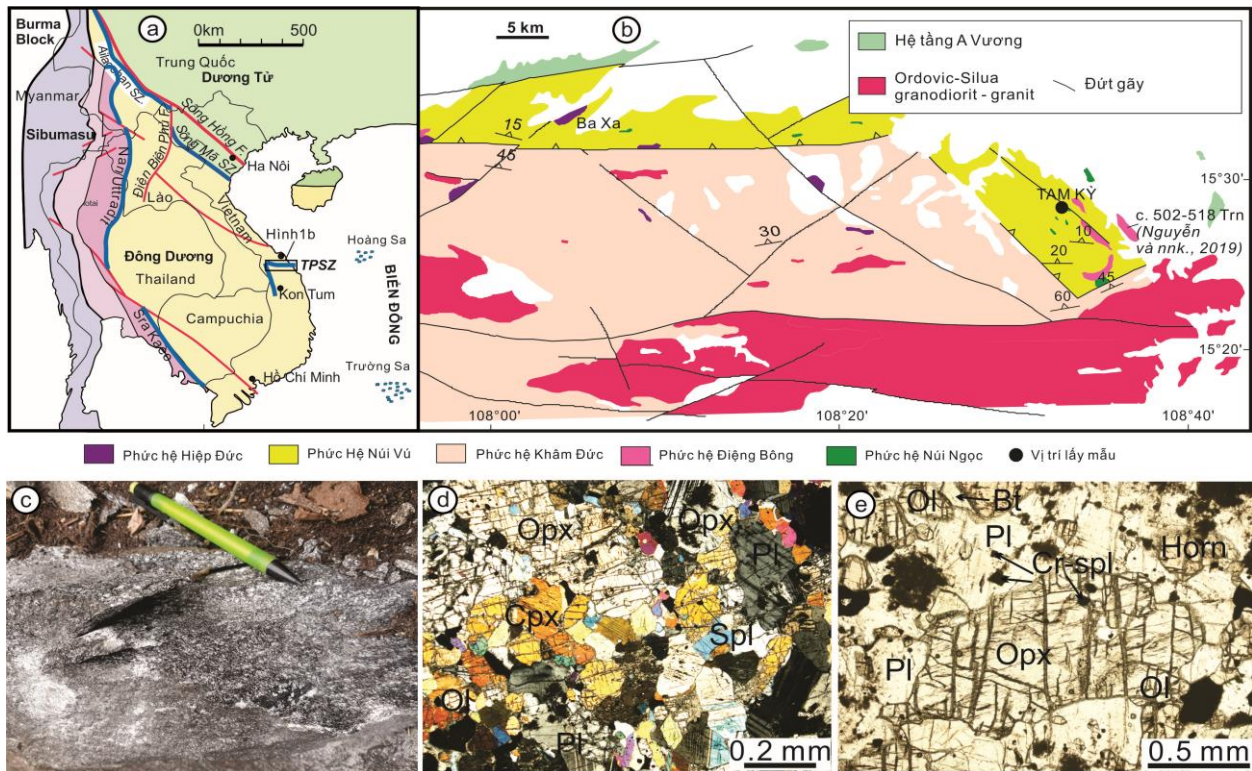 Burma
Block
a
0km 500
Trung Quốc
Dương Tử
Ailaoshan SZ
Myanmar
Sibumasu
Sông Hồng F.
Sông Mã SZ
Điện Biên Phủ F.
Ha Nôi
Nan Uttradit
Lào
Vietnam
Hình1b
Hoàng Sa
Đông Dương
TPSZ
Thailand
Kon Tum
BIỂN ĐÔNG
Campuchia
Sra Kaeo
Trường Sa
Hồ Chí Minh
5 km
b
Hệ tầng A Vương
Ordovic-Silua
granodiorit - granit
Đứt gãy
Ba Xa
15
45
15°30'
TAM KỲ
c. 502-518 Trn
(Nguyễn
và nnk., 2019)
30
10
20
45
60
15°20'
108°00'
108°20'
108°40'
Phức hệ Hiệp Đức
Phức Hệ Núi Vú
Phức hệ Khâm Đức
Phức hệ Điệng Bông
Phức hệ Núi Ngọc
Vị trí lấy mẫu
c
d
Opx
Opx
Pl
Cpx
Spl
Ol
Pl
0.2 mm
e
Ol
Bt
Pl
Horn
Cr-spl
Opx
Pl
Ol
0.5 mm